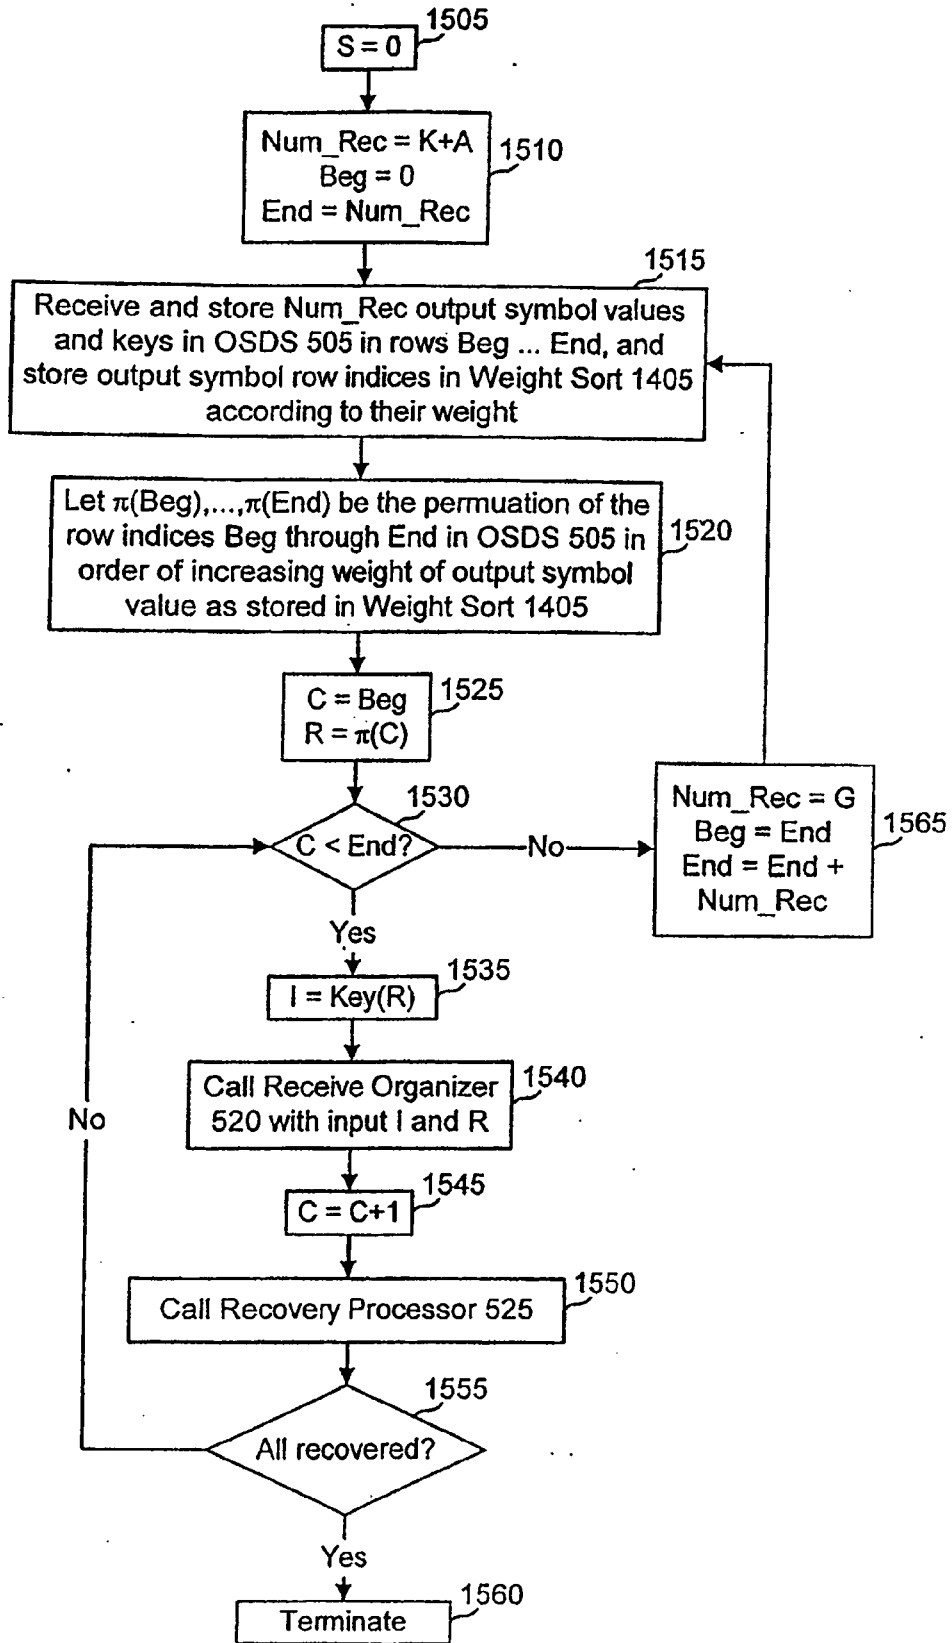 1505
S = 0
Num_Rec = K+A
Beg = 0
End = Num_Rec
1510
1515
Receive and store Num_Rec output symbol values
and keys in OSDS 505 in rows Beg ... End, and
store output symbol row indices in Weight Sort 1405
according to their weight
Let π(Beg),...,π(End) be the permuation of the
row indices Beg through End in OSDS 505 in
order of increasing weight of output symbol
value as stored in Weight Sort 1405
1520
C = Beg
R = π(C)
1525
1530
C < End?
No
Num_Rec = G
Beg = End
End = End +
Num_Rec
1565
Yes
I = Key(R)
1535
Call Receive Organizer
520 with input I and R
1540
No
C = C+1
1545
Call Recovery Processor 525
1550
1555
All recovered?
Yes
Terminate
1560